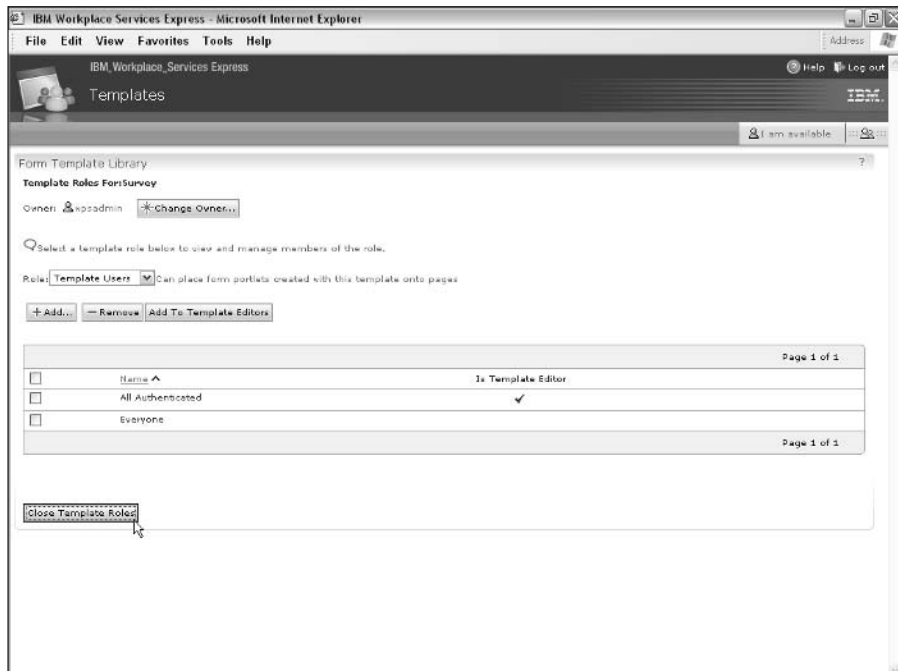 IBM Workplace Services Express - Microsoft Internet Explorer
File Edit View Favorites Tools Help Address
IBM_Workplace_Services Express Help Log out
Templates IBM.
I am available
Form Template Library ?
Template Roles For:Survey
Owner: wpsadmin Change Owner...
Select a template role below to view and manage members of the role.
Role: Template Users Can place form portlets created with this template onto pages
+ Add... — Remove Add To Template Editors
Page 1 of 1
Name Is Template Editor
All Authenticated ✓
Everyone
Page 1 of 1
Close Template Roles